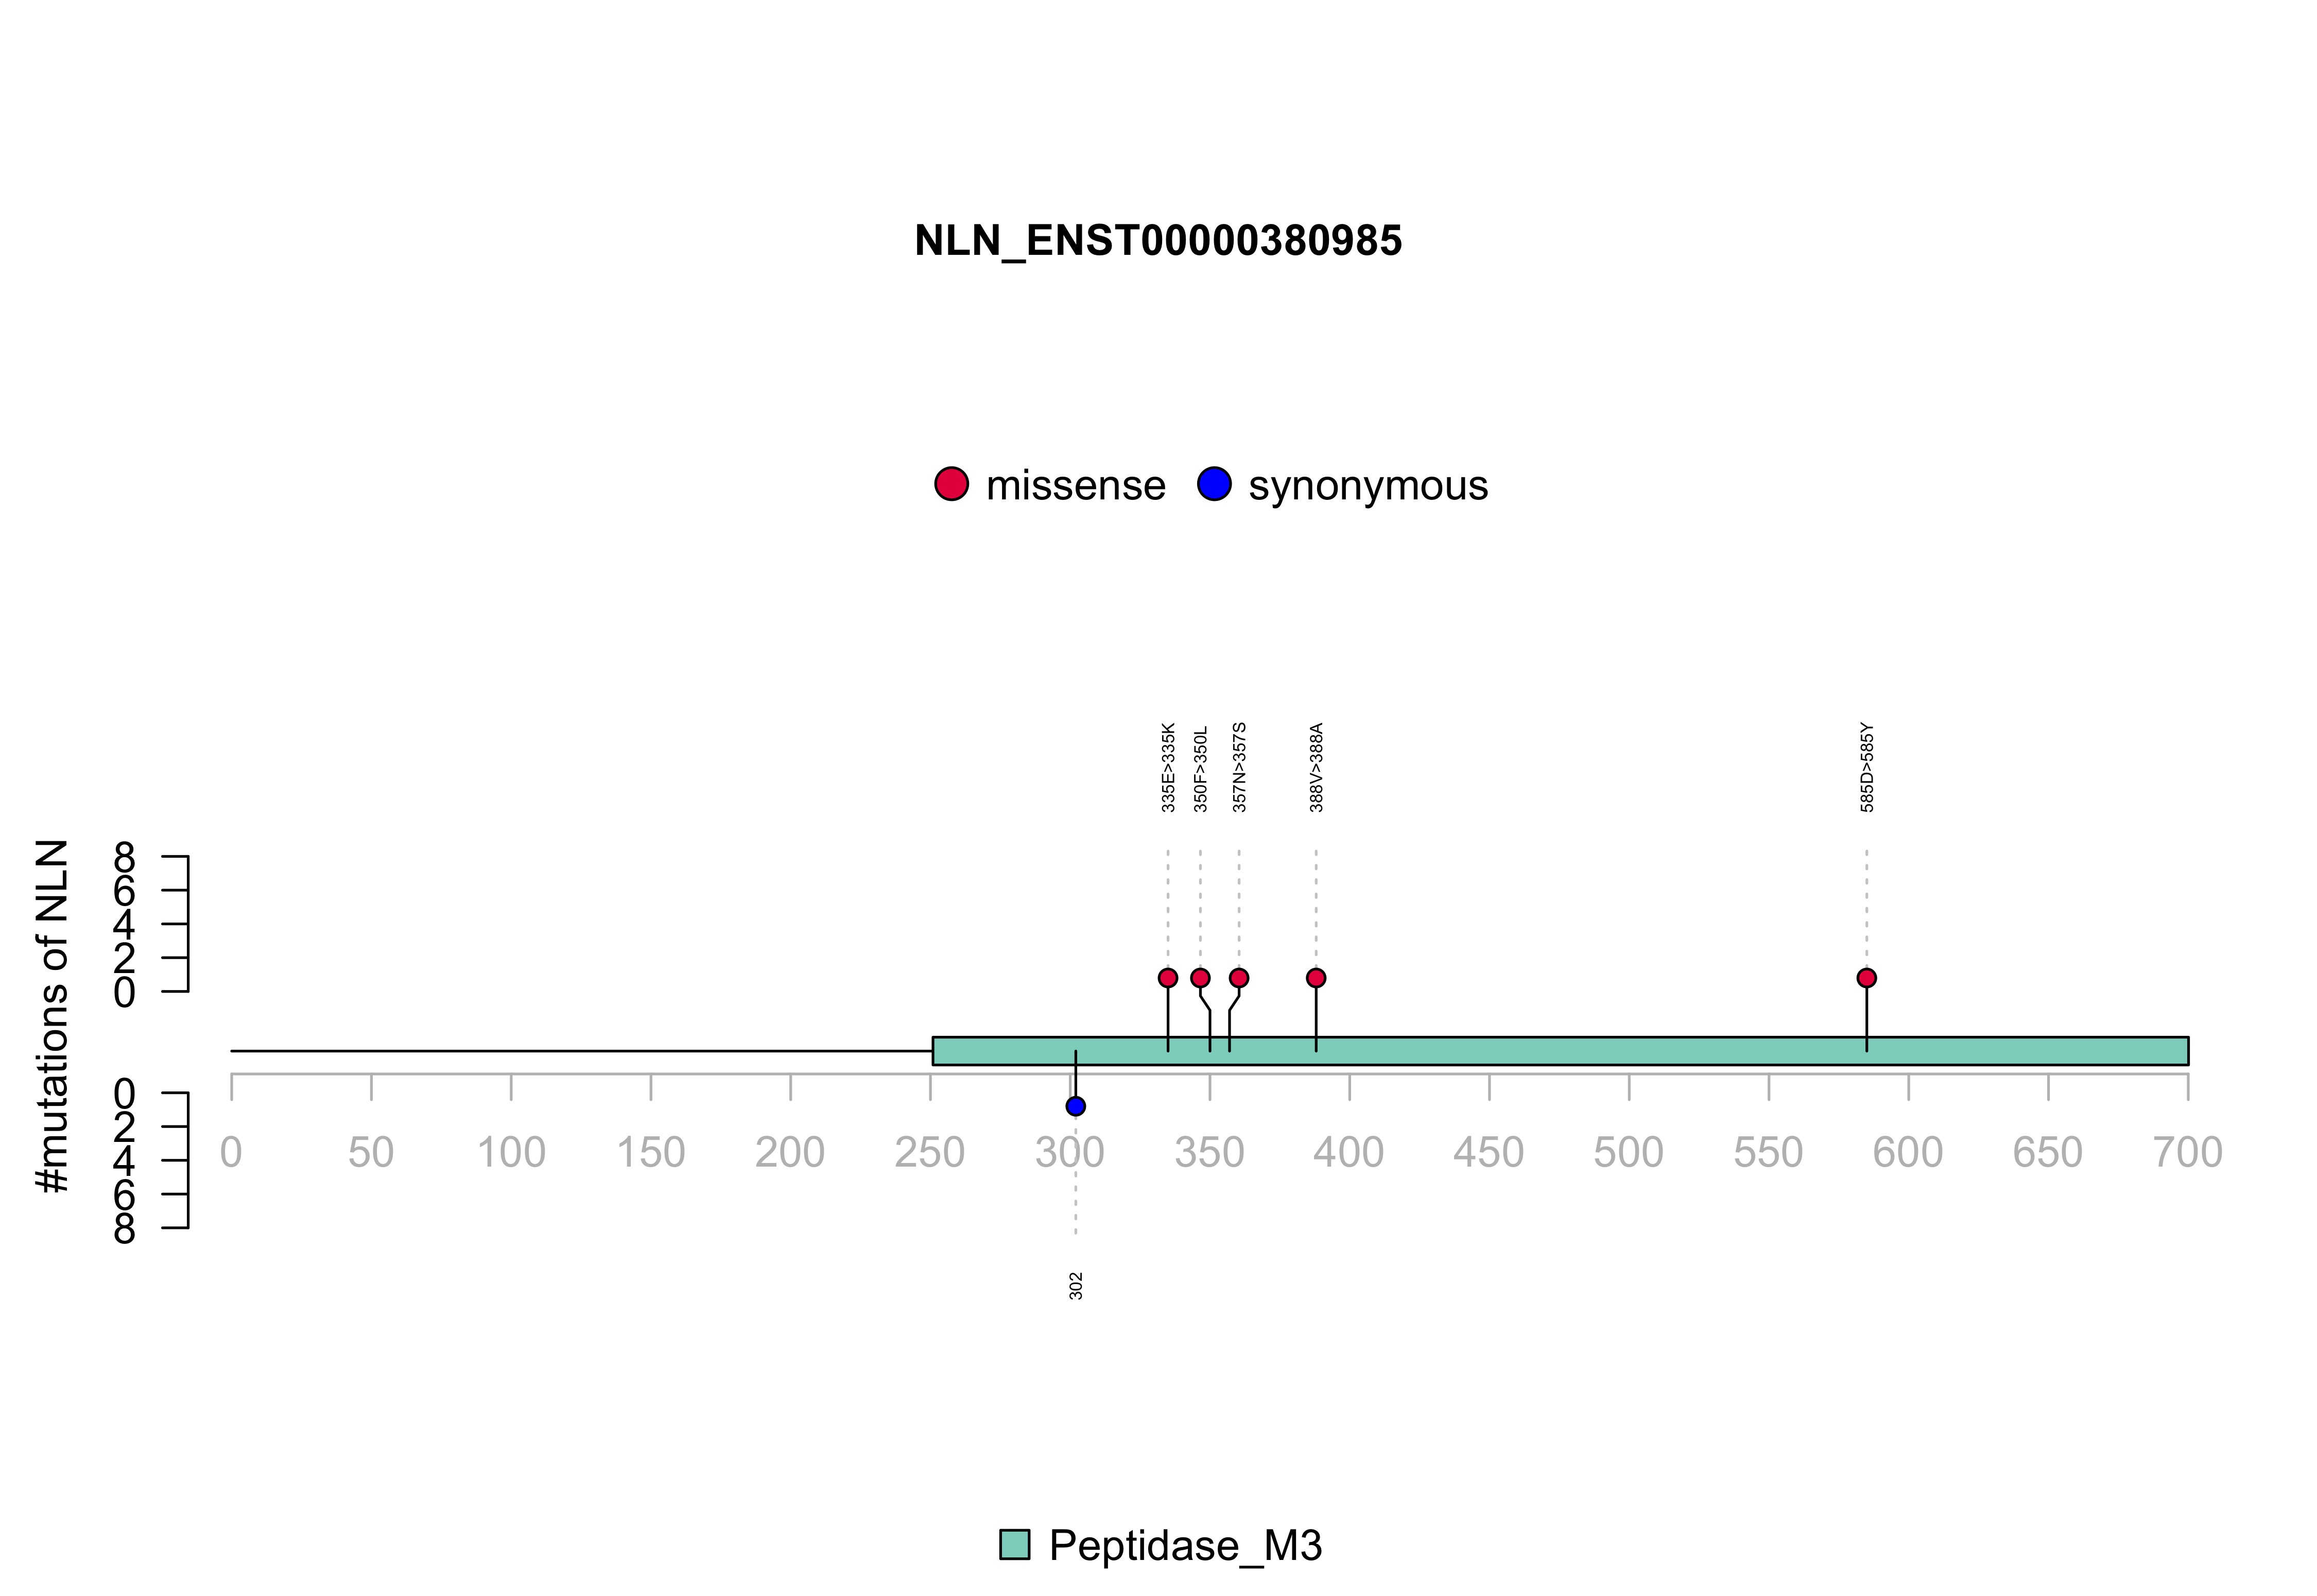 NLN_ENST00000380985
missense synonymous
335E>335K 350F>350L 357N>357S 388V>388A 585D>585Y
#mutations of NLN
8
6
4
2
0
0
2
4
6
8
0 50 100 150 200 250 300 350 400 450 500 550 600 650 700
302
Peptidase_M3